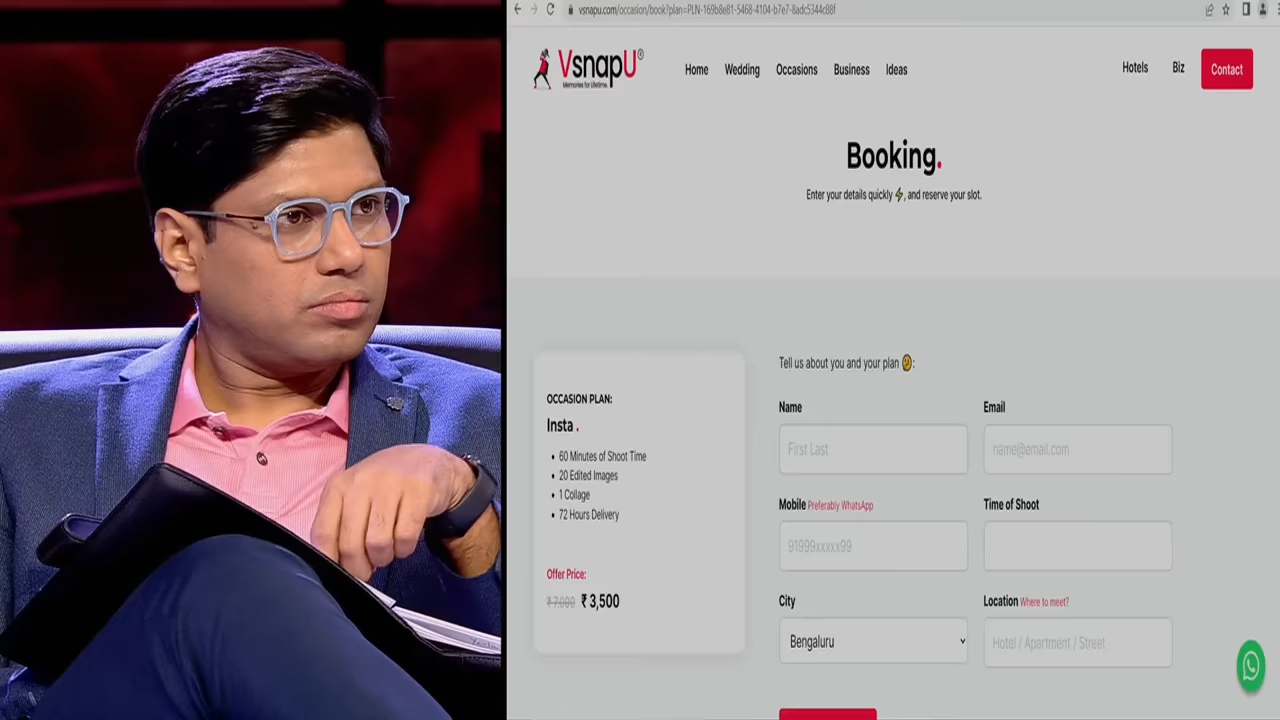 vsnapu.com/occasion/book?plan=PLN-169b8e81-5468-4104-b7e7-8adc5344c88f
VsnapU®
Memories for Lifetime.
Home Wedding Occasions Business Ideas
Hotels Biz Contact
Booking.
Enter your details quickly ⚡, and reserve your slot.
OCCASION PLAN:
Insta .
• 60 Minutes of Shoot Time
• 20 Edited Images
• 1 Collage
• 72 Hours Delivery
Offer Price:
₹ 7,000 ₹ 3,500
Tell us about you and your plan 🤔:
Name Email
First Last name@email.com
Mobile Preferably WhatsApp Time of Shoot
91999xxxxx99
City Location Where to meet?
Bengaluru Hotel / Apartment / Street